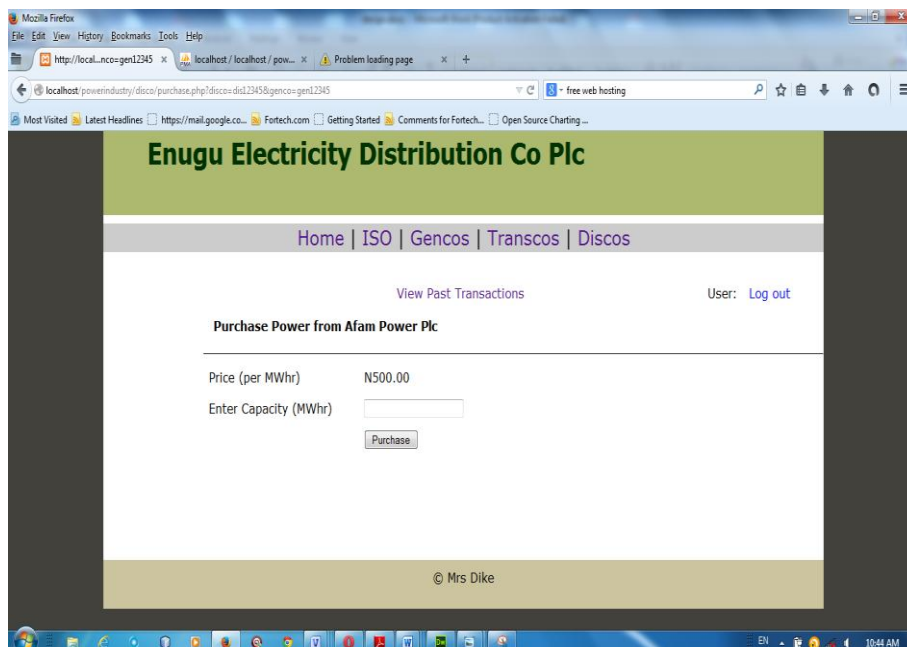 Mozilla Firefox
File Edit View History Bookmarks Tools Help
http://local...nco=gen12345 × localhost / localhost / pow... × Problem loading page × +
localhost/powerindustry/disco/purchase.php?disco=dis12345&genco=gen12345 free web hosting
Most Visited Latest Headlines https://mail.google.co... Fortech.com Getting Started Comments for Fortech... Open Source Charting ...
Enugu Electricity Distribution Co Plc
Home | ISO | Gencos | Transcos | Discos
View Past Transactions User: Log out
Purchase Power from Afam Power Plc
Price (per MWhr) N500.00
Enter Capacity (MWhr)
Purchase
© Mrs Dike
EN 10:44 AM